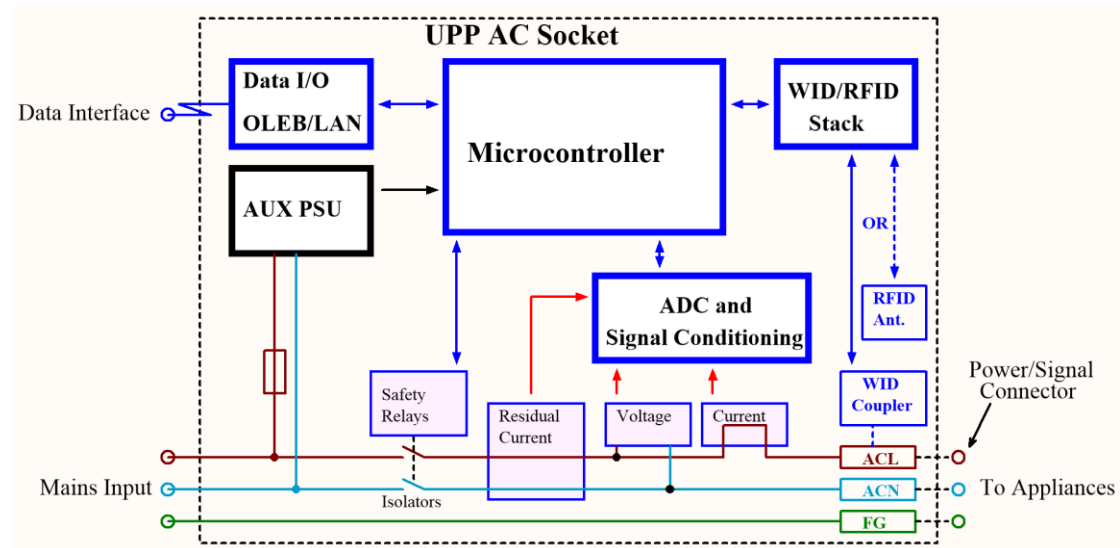 UPP AC Socket
Data I/O
OLEB/LAN
Data Interface
Microcontroller
WID/RFID
Stack
AUX PSU
OR
RFID
Ant.
ADC and
Signal Conditioning
Safety
Relays
Residual
Current
Voltage
Current
WID
Coupler
Power/Signal
Connector
ACL
Mains Input
Isolators
ACN
To Appliances
FG